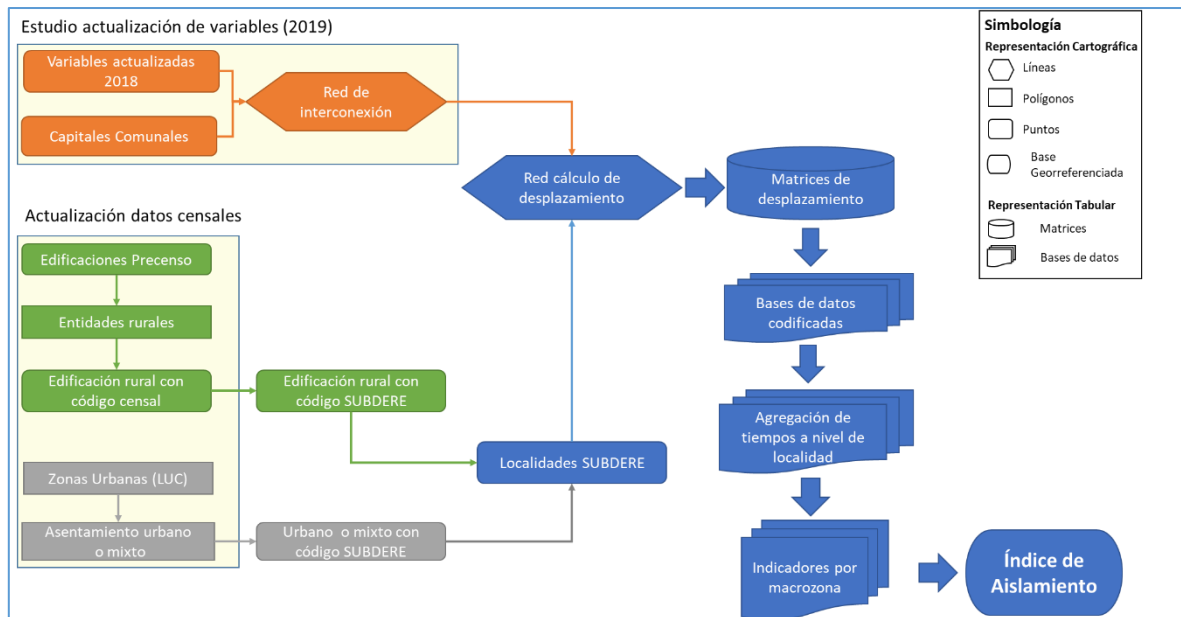 Estudio actualización de variables (2019)
Variables actualizadas
2018
Capitales Comunales
Red de
interconexión
Actualización datos censales
Edificaciones Precenso
Entidades rurales
Edificación rural con
código censal
Edificación rural con
código SUBDERE
Zonas Urbanas (LUC)
Asentamiento urbano
o mixto
Urbano o mixto con
código SUBDERE
Localidades SUBDERE
Red cálculo de
desplazamiento
Matrices de
desplazamiento
Bases de datos
codificadas
Agregación de
tiempos a nivel de
localidad
Indicadores por
macrozona
Índice de
Aislamiento
Simbología
Representación Cartográfica
Líneas
Polígonos
Puntos
Base
Georreferenciada
Representación Tabular
Matrices
Bases de datos